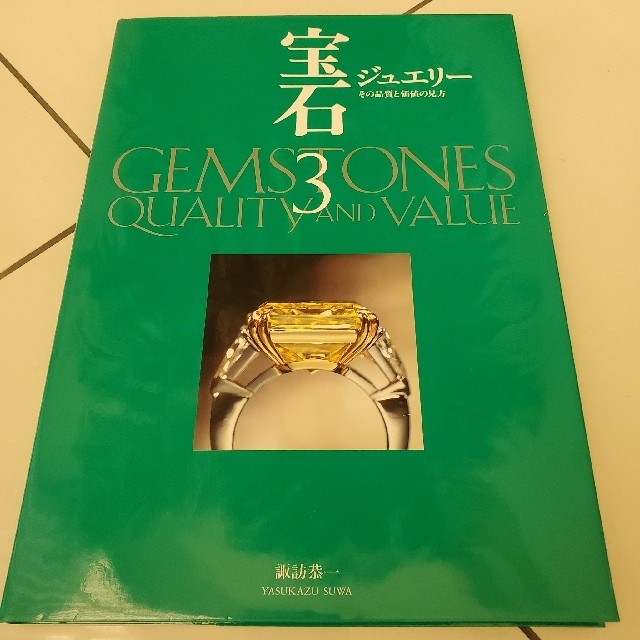 宝石3
ジュエリー
その品質と価値の見方
GEMSTONES
QUALITY AND VALUE
諏訪恭一
YASUKAZU SUWA